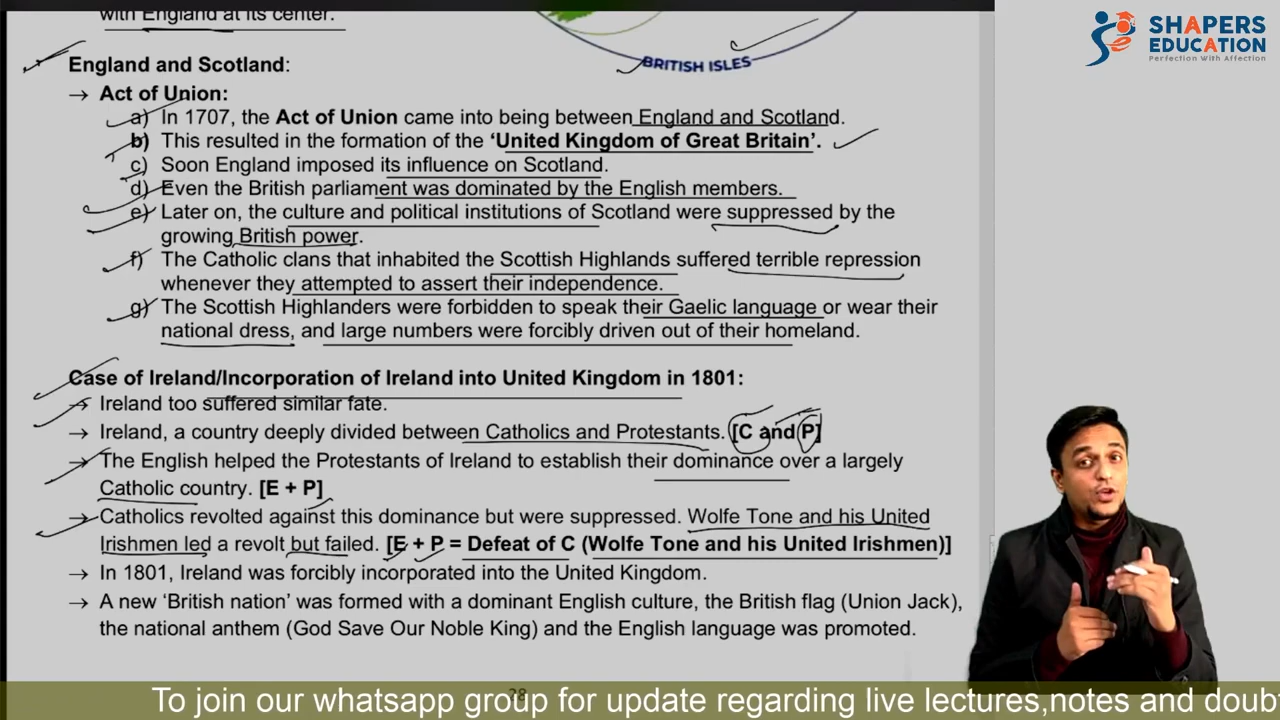 with England at its center.
BRITISH ISLES
SHAPERS
EDUCATION
Perfection With Affection
England and Scotland:
→ Act of Union:
a) In 1707, the Act of Union came into being between England and Scotland.
b) This resulted in the formation of the ‘United Kingdom of Great Britain’.
c) Soon England imposed its influence on Scotland.
d) Even the British parliament was dominated by the English members.
e) Later on, the culture and political institutions of Scotland were suppressed by the
growing British power.
f) The Catholic clans that inhabited the Scottish Highlands suffered terrible repression
whenever they attempted to assert their independence.
g) The Scottish Highlanders were forbidden to speak their Gaelic language or wear their
national dress, and large numbers were forcibly driven out of their homeland.
Case of Ireland/Incorporation of Ireland into United Kingdom in 1801:
→ Ireland too suffered similar fate.
→ Ireland, a country deeply divided between Catholics and Protestants. [C and P]
→ The English helped the Protestants of Ireland to establish their dominance over a largely
Catholic country. [E + P]
→ Catholics revolted against this dominance but were suppressed. Wolfe Tone and his United
Irishmen led a revolt but failed. [E + P = Defeat of C (Wolfe Tone and his United Irishmen)]
→ In 1801, Ireland was forcibly incorporated into the United Kingdom.
→ A new ‘British nation’ was formed with a dominant English culture, the British flag (Union Jack),
the national anthem (God Save Our Noble King) and the English language was promoted.
28
To join our whatsapp group for update regarding live lectures,notes and doub